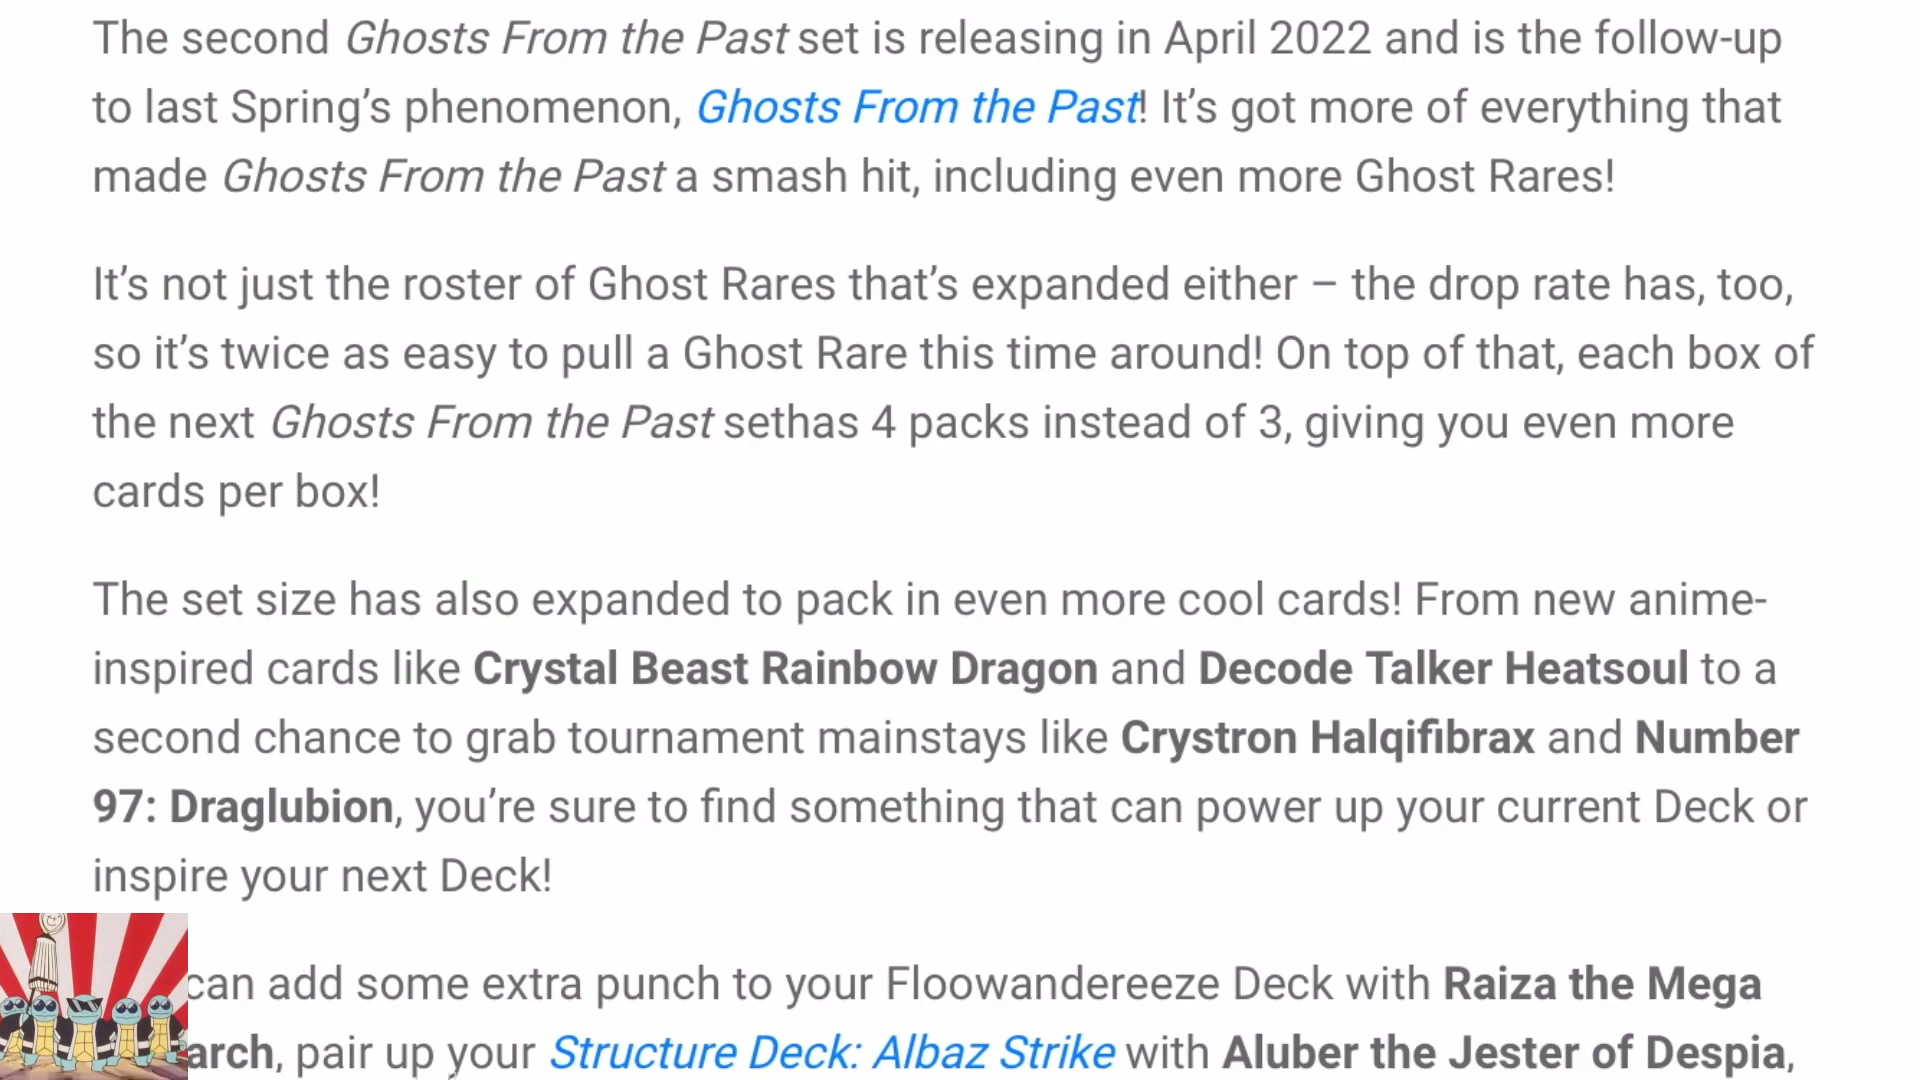 The second Ghosts From the Past set is releasing in April 2022 and is the follow-up
to last Spring’s phenomenon, Ghosts From the Past! It’s got more of everything that
made Ghosts From the Past a smash hit, including even more Ghost Rares!
It’s not just the roster of Ghost Rares that’s expanded either – the drop rate has, too,
so it’s twice as easy to pull a Ghost Rare this time around! On top of that, each box of
the next Ghosts From the Past sethas 4 packs instead of 3, giving you even more
cards per box!
The set size has also expanded to pack in even more cool cards! From new anime-
inspired cards like Crystal Beast Rainbow Dragon and Decode Talker Heatsoul to a
second chance to grab tournament mainstays like Crystron Halqifibrax and Number
97: Draglubion, you’re sure to find something that can power up your current Deck or
inspire your next Deck!
can add some extra punch to your Floowandereeze Deck with Raiza the Mega
arch, pair up your Structure Deck: Albaz Strike with Aluber the Jester of Despia,